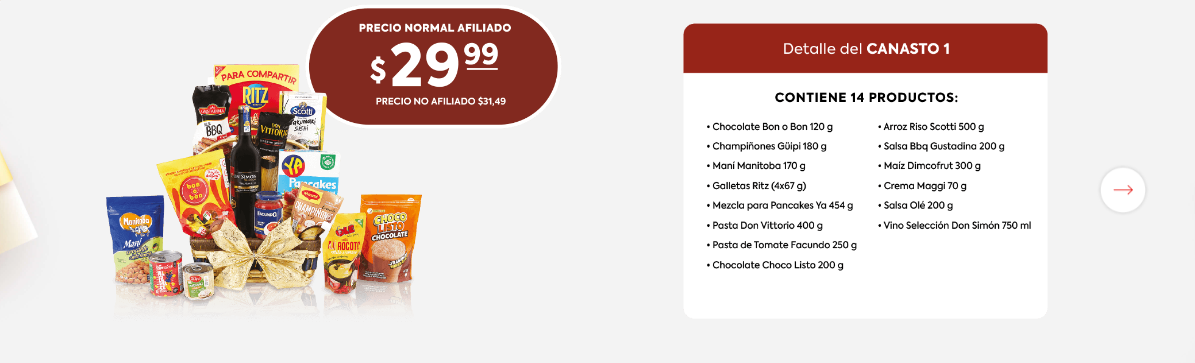 PRECIO NORMAL AFILIADO
$29.99
PRECIO NO AFILIADO $31,49
PARA COMPARTIR
RITZ
BBQ
Scotti
SUSHI
VITTORIO
YA
Pancakes
bon o bon
Manitoba
Maní
FACUNDO
Maggi
OLÉ
CHOCO
LISTO
CHOCOLATE
Detalle del CANASTO 1
CONTIENE 14 PRODUCTOS:
• Chocolate Bon o Bon 120 g
• Champiñones Güipi 180 g
• Maní Manitoba 170 g
• Galletas Ritz (4x67 g)
• Mezcla para Pancakes Ya 454 g
• Pasta Don Vittorio 400 g
• Pasta de Tomate Facundo 250 g
• Chocolate Choco Listo 200 g
• Arroz Riso Scotti 500 g
• Salsa Bbq Gustadina 200 g
• Maíz Dimcofrut 300 g
• Crema Maggi 70 g
• Salsa Olé 200 g
• Vino Selección Don Simón 750 ml